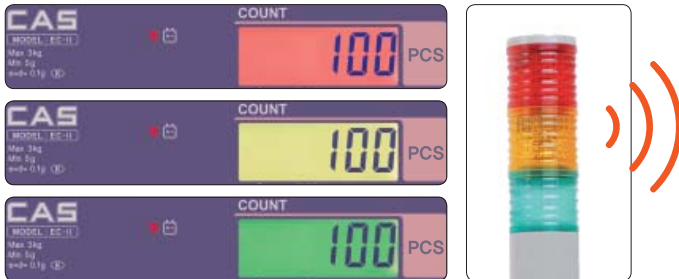 COUNT
CAS
MODEL : EC-II
Max 3kg
Min 5g
e=d= 0.1g
100
PCS
COUNT
CAS
MODEL : EC-II
Max 3kg
Min 5g
e=d= 0.1g
100
PCS
COUNT
CAS
MODEL : EC-II
Max 3kg
Min 5g
e=d= 0.1g
100
PCS